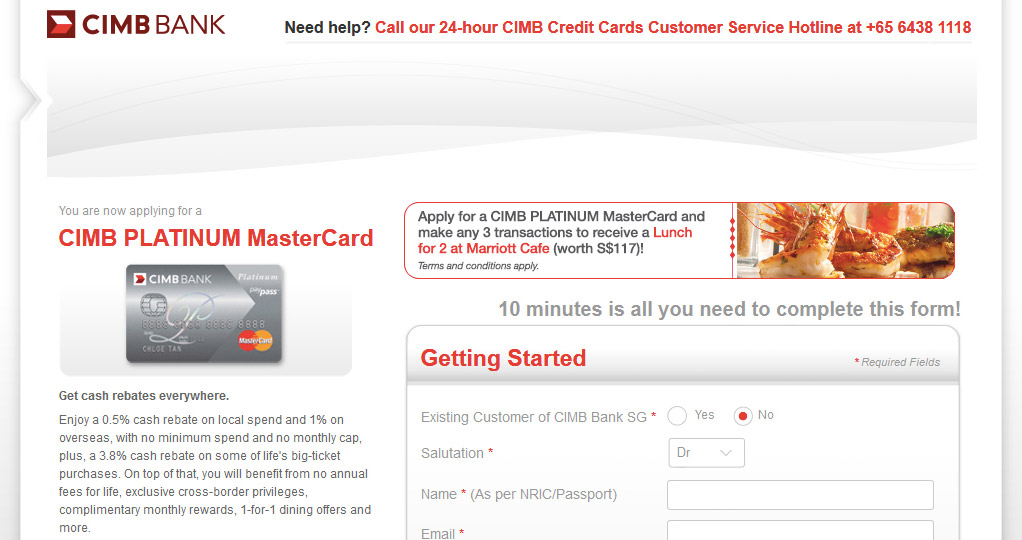 CIMB BANK
Need help? Call our 24-hour CIMB Credit Cards Customer Service Hotline at +65 6438 1118
You are now applying for a
CIMB PLATINUM MasterCard
CIMB BANK
Platinum
paypass
8888 8888 8888 8888
CHLOE TAN
MasterCard
Get cash rebates everywhere.
Enjoy a 0.5% cash rebate on local spend and 1% on
overseas, with no minimum spend and no monthly cap,
plus, a 3.8% cash rebate on some of life's big-ticket
purchases. On top of that, you will benefit from no annual
fees for life, exclusive cross-border privileges,
complimentary monthly rewards, 1-for-1 dining offers and
more.
Apply for a CIMB PLATINUM MasterCard and
make any 3 transactions to receive a Lunch
for 2 at Marriott Cafe (worth S$117)!
Terms and conditions apply.
10 minutes is all you need to complete this form!
Getting Started
* Required Fields
Existing Customer of CIMB Bank SG * Yes No
Salutation * Dr
Name * (As per NRIC/Passport)
Email *